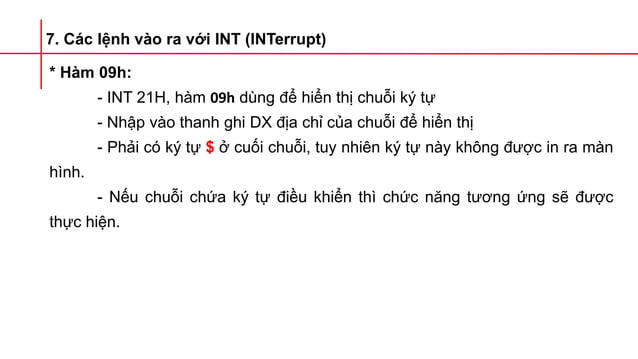 7. Các lệnh vào ra với INT (INTerrupt)
* Hàm 09h:
- INT 21H, hàm 09h dùng để hiển thị chuỗi ký tự
- Nhập vào thanh ghi DX địa chỉ của chuỗi để hiển thị
- Phải có ký tự $ ở cuối chuỗi, tuy nhiên ký tự này không được in ra màn
hình.
- Nếu chuỗi chứa ký tự điều khiển thì chức năng tương ứng sẽ được
thực hiện.